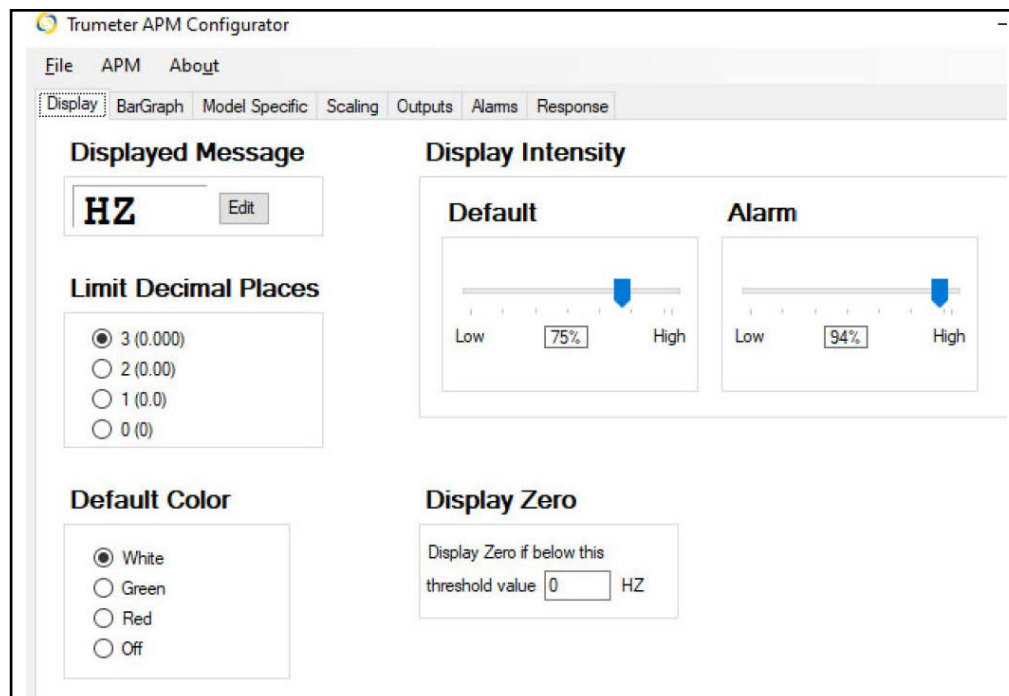 Trumeter APM Configurator
File APM About
Display BarGraph Model Specific Scaling Outputs Alarms Response
Displayed Message
HZ Edit
Limit Decimal Places
3 (0.000)
2 (0.00)
1 (0.0)
0 (0)
Default Color
White
Green
Red
Off
Display Intensity
Default
Low 75% High
Alarm
Low 94% High
Display Zero
Display Zero if below this
threshold value 0 HZ